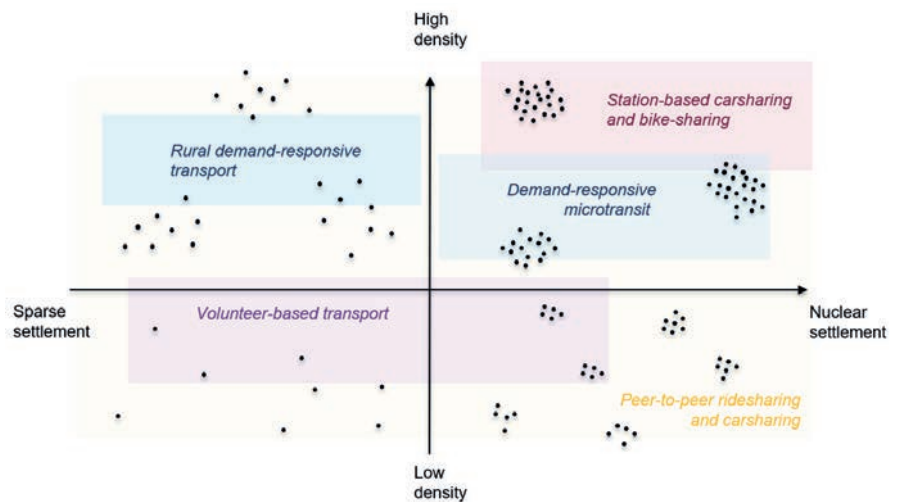 High
density
Station-based carsharing
and bike-sharing
Rural demand-responsive
transport
Demand-responsive
microtransit
Sparse
settlement
Volunteer-based transport
Nuclear
settlement
Peer-to-peer ridesharing
and carsharing
Low
density